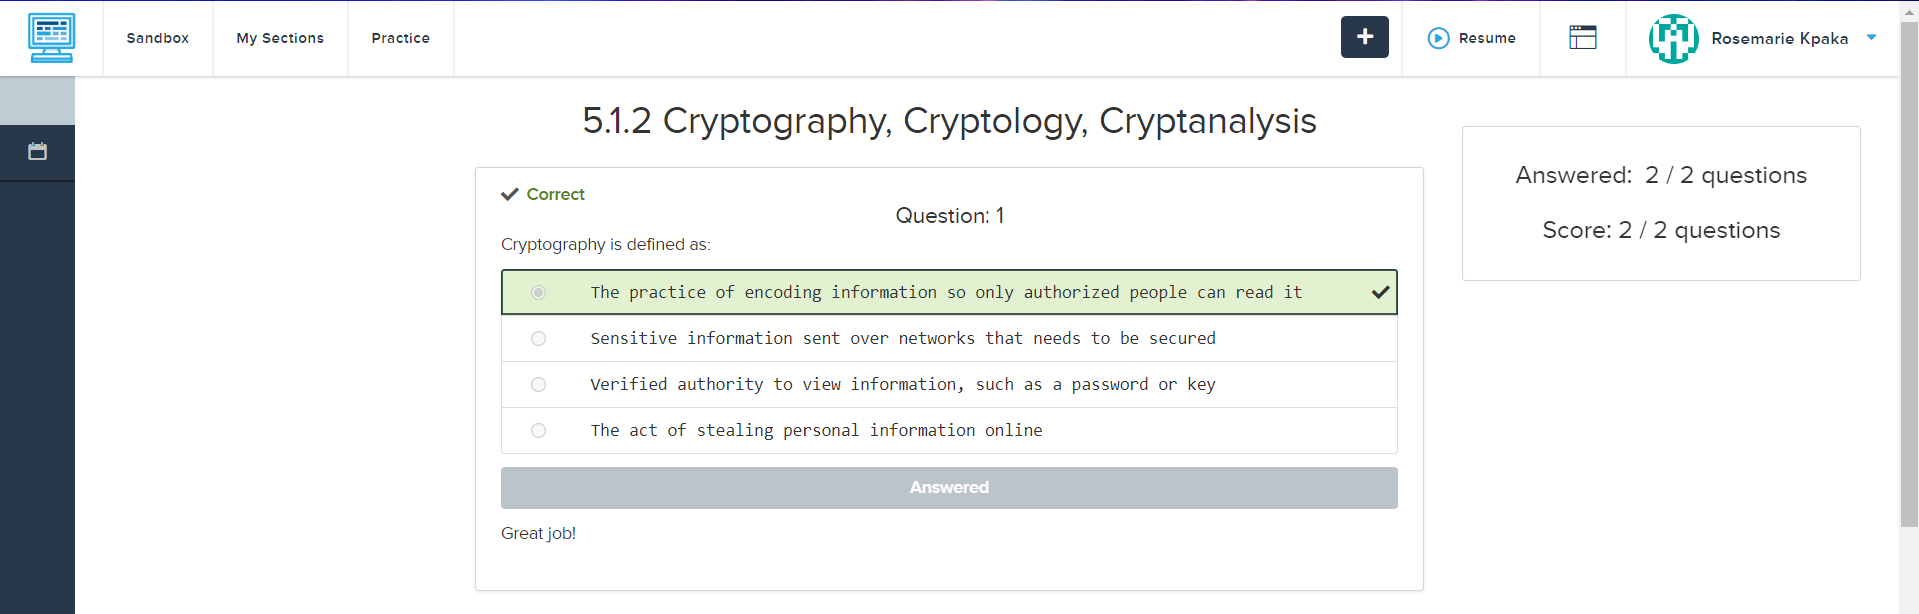 Sandbox
My Sections
Practice
Resume
Rosemarie Kpaka
5.1.2 Cryptography, Cryptology, Cryptanalysis
Answered: 2 / 2 questions
Score: 2 / 2 questions
Correct
Question: 1
Cryptography is defined as:
The practice of encoding information so only authorized people can read it
Sensitive information sent over networks that needs to be secured
Verified authority to view information, such as a password or key
The act of stealing personal information online
Answered
Great job!